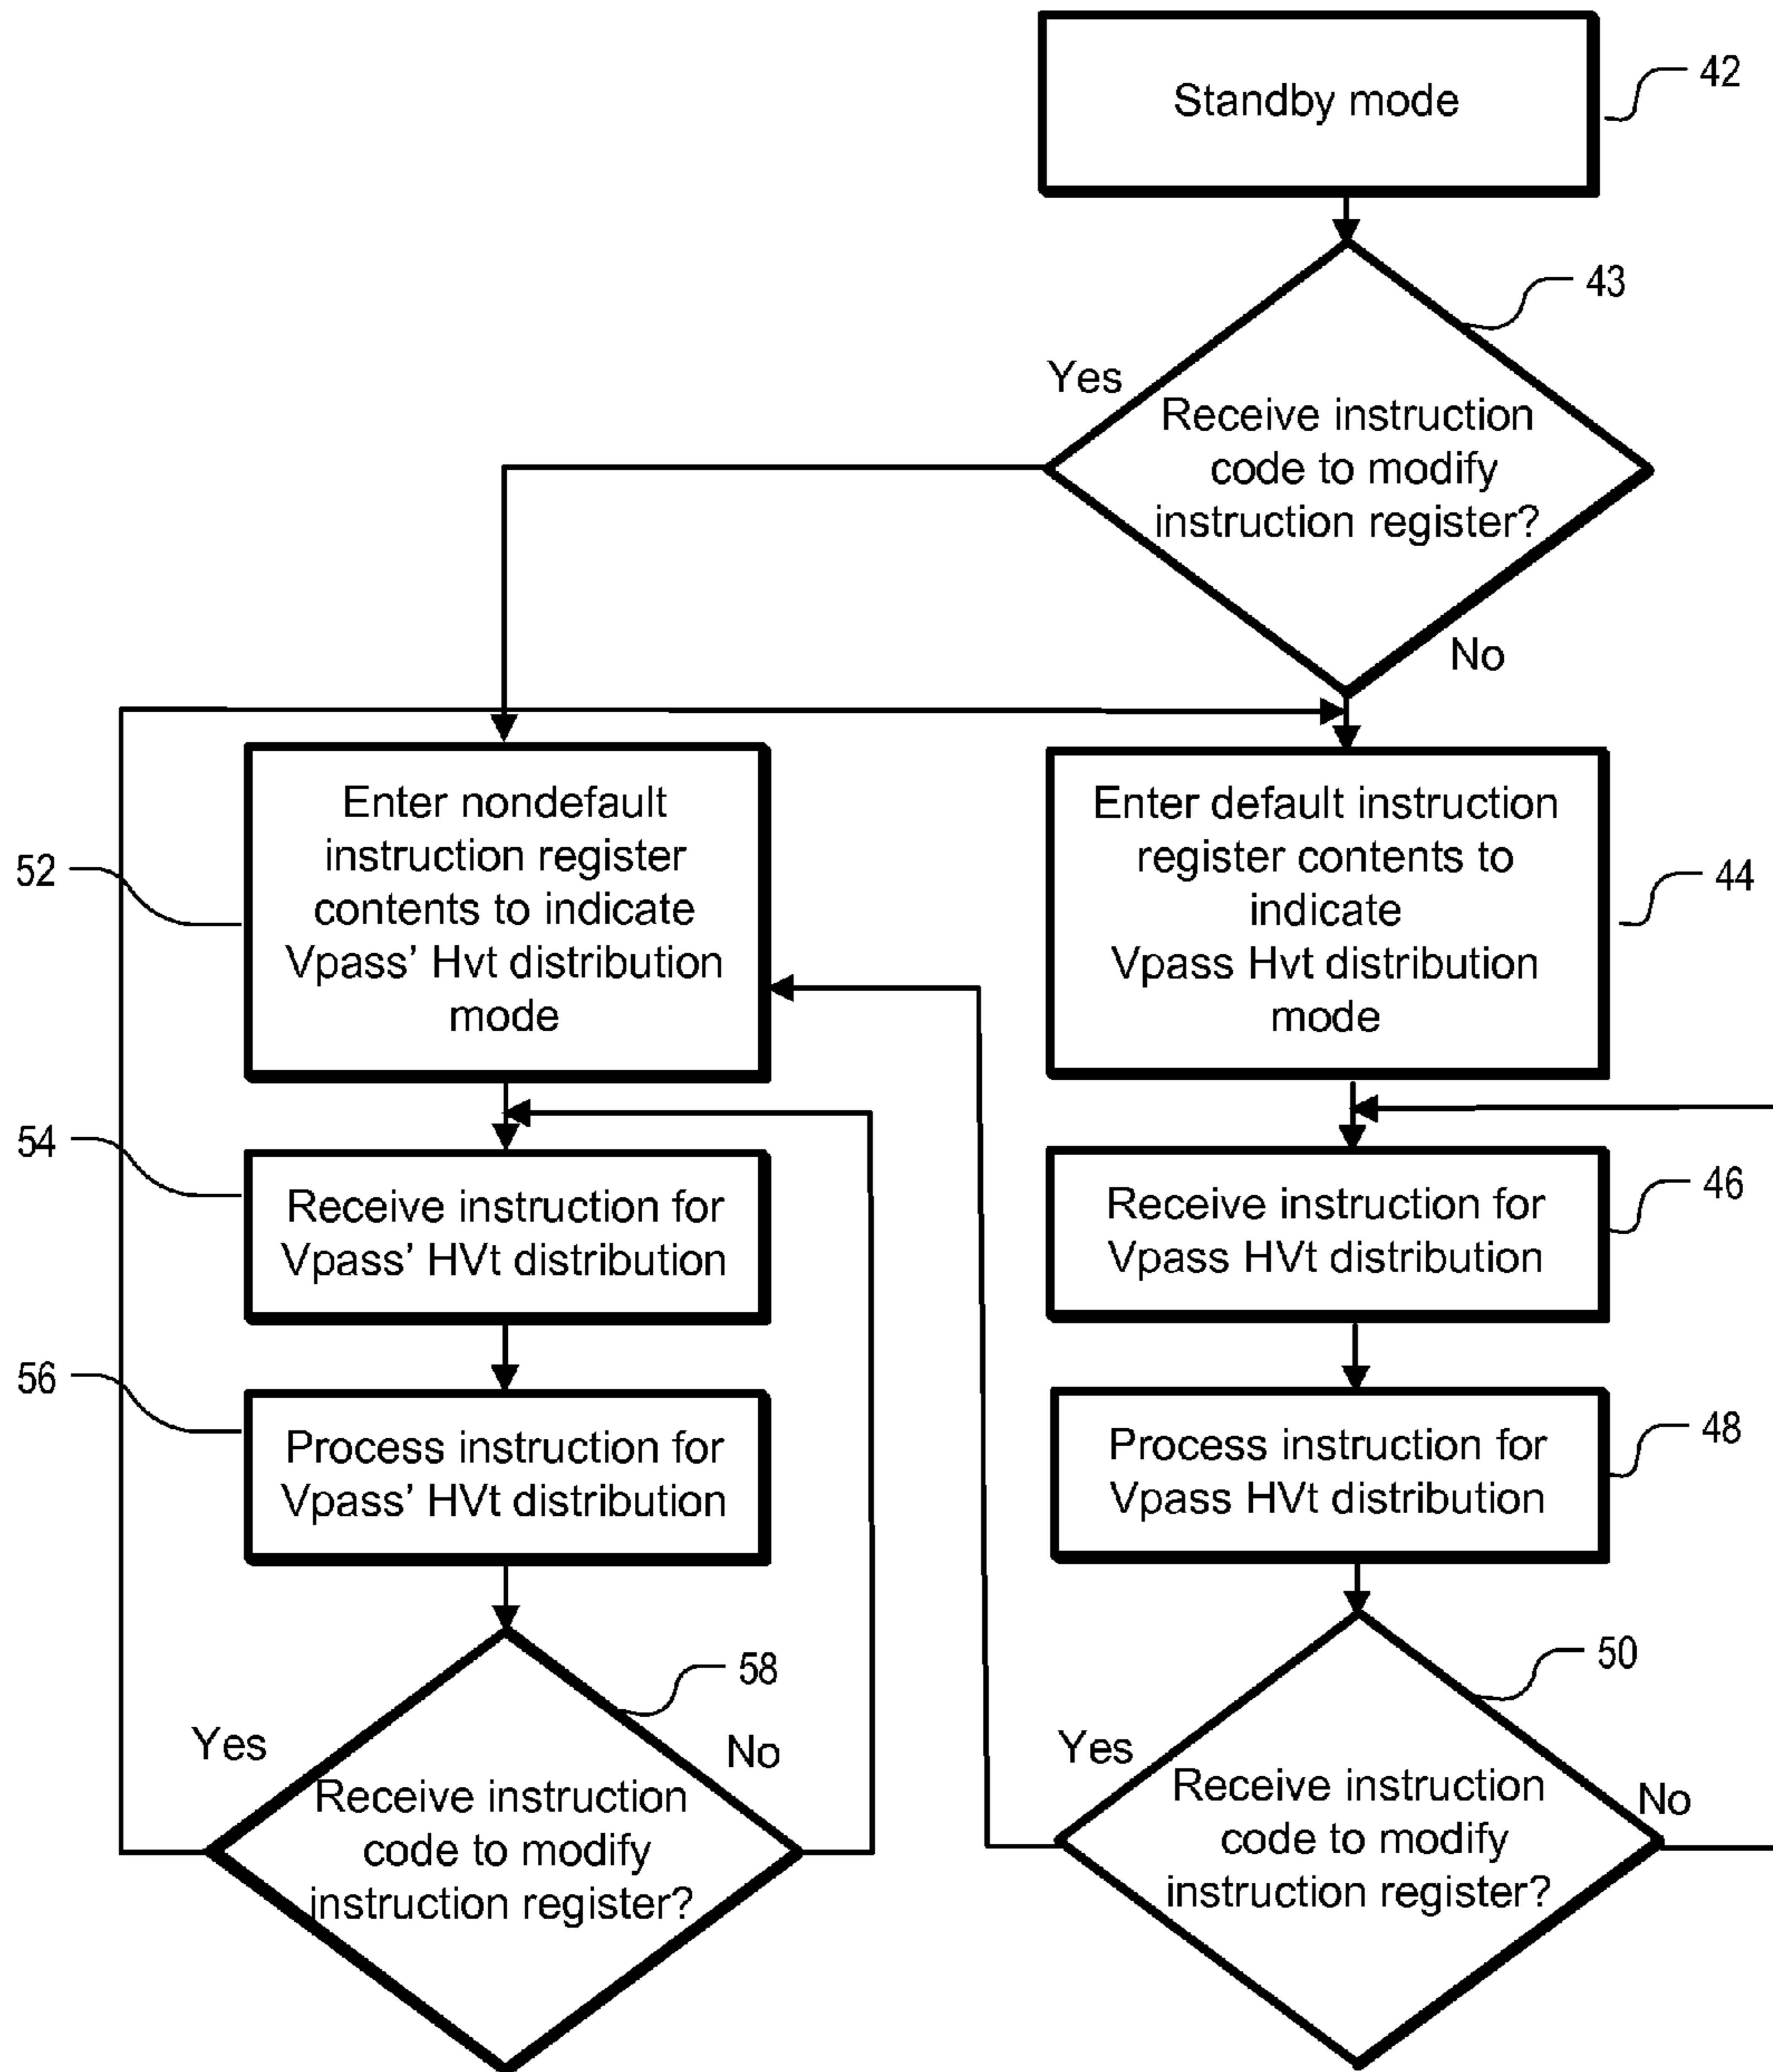 Standby mode
42
43
Yes
Receive instruction
code to modify
instruction register?
No
Enter nondefault
instruction register
contents to indicate
Vpass’ Hvt distribution
mode
52
Enter default instruction
register contents to
indicate
Vpass Hvt distribution
mode
44
54
Receive instruction for
Vpass’ HVt distribution
Receive instruction for
Vpass HVt distribution
46
56
Process instruction for
Vpass’ HVt distribution
Process instruction for
Vpass HVt distribution
48
58
Yes
No
Receive instruction
code to modify
instruction register?
50
Yes
No
Receive instruction
code to modify
instruction register?